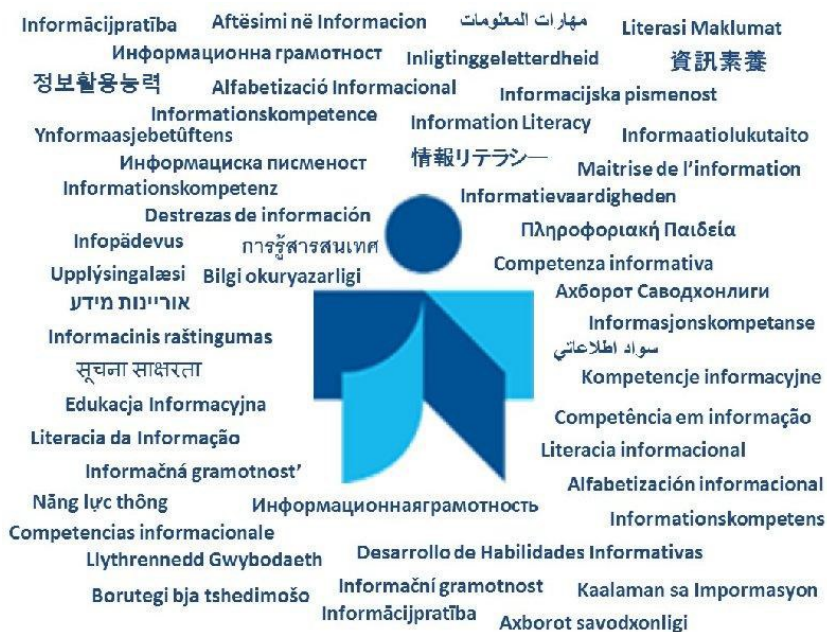 Informācijpratība
Aftësimi në Informacion
مهارات المعلومات
Literasi Maklumat
Информационна грамотност
Inligtinggeletterdheid
資訊素養
정보활용능력
Alfabetizació Informacional
Informacijska pismenost
Informationskompetence
Information Literacy
Ynformaasjebetûftens
Informaatiolukutaito
Информациска писменост
情報リテラシー
Maitrise de l’information
Informationskompetenz
Informatievaardigheden
Destrezas de información
Πληροφοριακή Παιδεία
Infopädevus
การรู้สารสนเทศ
Competenza informativa
Upplýsingalæsi
Bilgi okuryazarligi
Ахборот Саводхонлиги
אוריינות מידע
Informasjonskompetanse
Informacinis raštingumas
سواد اطلاعاتي
सूचना साक्षरता
Kompetencje informacyjne
Edukacja Informacyjna
Competência em informação
Literacia da Informação
Literacia informacional
Informačná gramotnost’
Alfabetización informacional
Năng lực thông
Информационнаяграмотность
Informationskompetens
Competencias informacionale
Llythrennedd Gwybodaeth
Desarrollo de Habilidades Informativas
Borutegi bja tshedimošo
Informační gramotnost
Kaalaman sa Impormasyon
Informācijpratība
Axborot savodxonligi